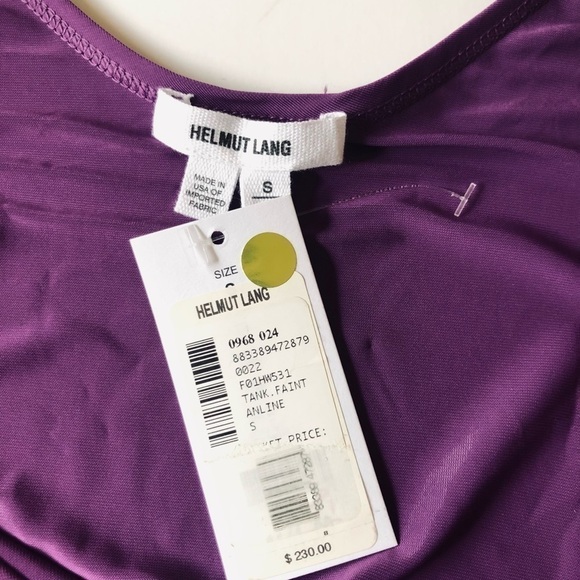 HELMUT LANG
MADE IN
USA OF
IMPORTED
FABRIC
S
SIZE
HELMUT LANG
0968 024
883389472879
0022
F01HW531
TANK.FAINT
ANLINE
S
PRICE:
R
$ 230.00